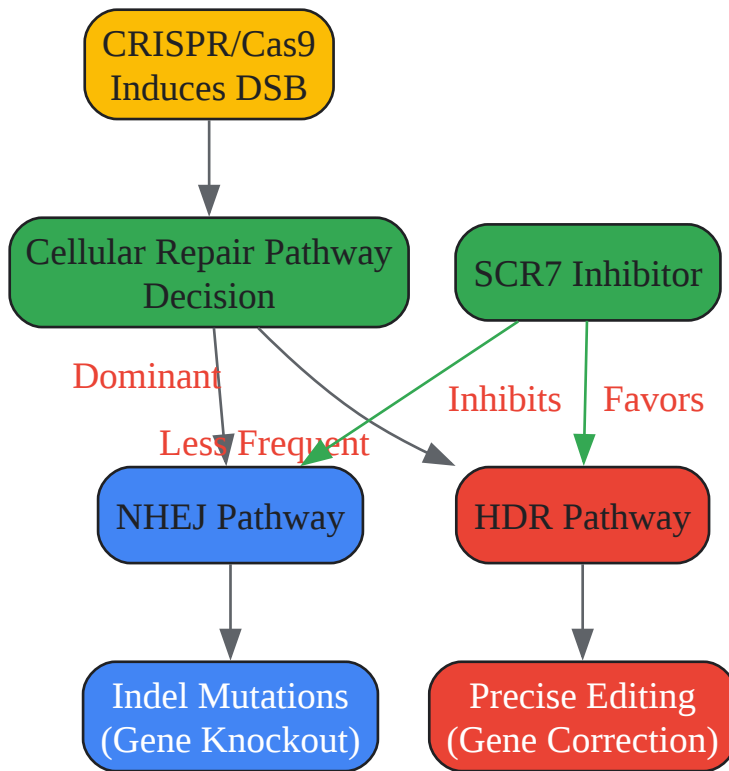 CRISPR/Cas9
Induces DSB
Cellular Repair Pathway
Decision
SCR7 Inhibitor
Dominant
Inhibits
Favors
Less Frequent
NHEJ Pathway
HDR Pathway
Indel Mutations
(Gene Knockout)
Precise Editing
(Gene Correction)